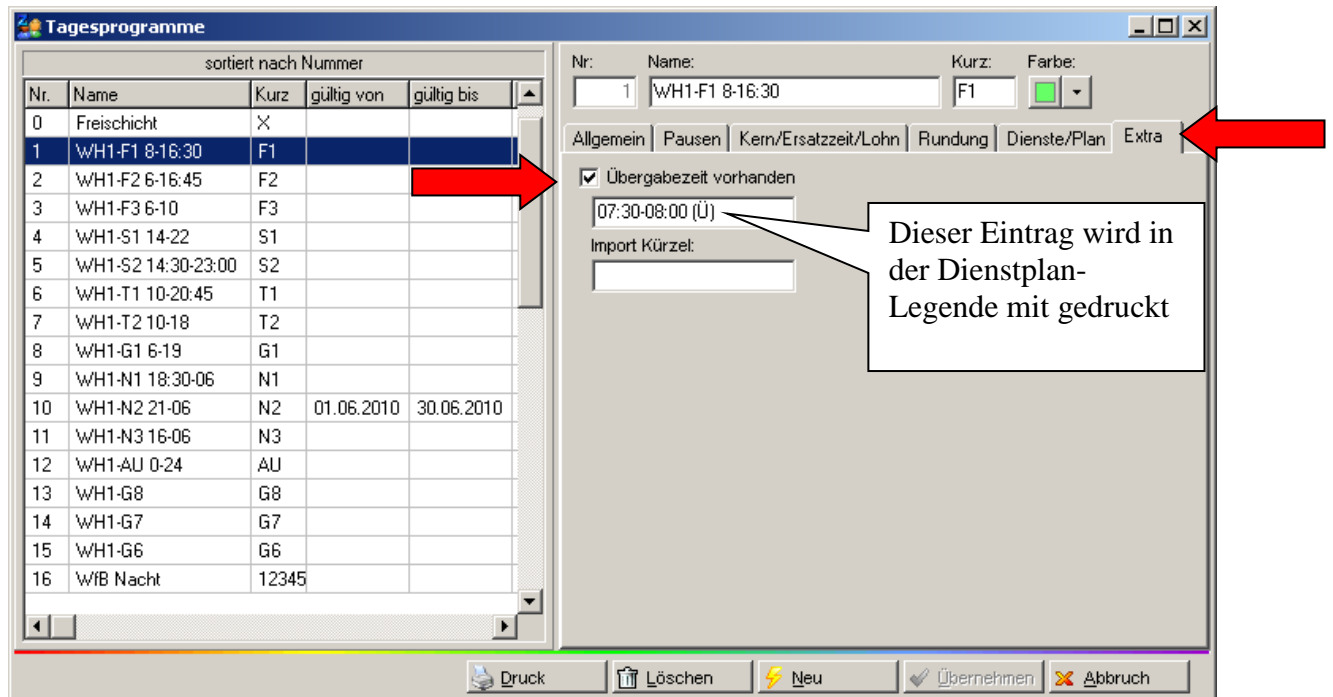 Tagesprogramme
sortiert nach Nummer
Nr. Name Kurz gültig von gültig bis
0 Freischicht X
1 WH1-F1 8-16:30 F1
2 WH1-F2 6-16:45 F2
3 WH1-F3 6-10 F3
4 WH1-S1 14-22 S1
5 WH1-S2 14:30-23:00 S2
6 WH1-T1 10-20:45 T1
7 WH1-T2 10-18 T2
8 WH1-G1 6-19 G1
9 WH1-N1 18:30-06 N1
10 WH1-N2 21-06 N2 01.06.2010 30.06.2010
11 WH1-N3 16-06 N3
12 WH1-AU 0-24 AU
13 WH1-G8 G8
14 WH1-G7 G7
15 WH1-G6 G6
16 WfB Nacht 12345
Nr: Name: Kurz: Farbe:
1 WH1-F1 8-16:30 F1
Allgemein Pausen Kern/Ersatzzeit/Lohn Rundung Dienste/Plan Extra
Übergabezeit vorhanden
07:30-08:00 (Ü)
Import Kürzel:
Dieser Eintrag wird in
der Dienstplan-
Legende mit gedruckt
Druck Löschen Neu Übernehmen Abbruch